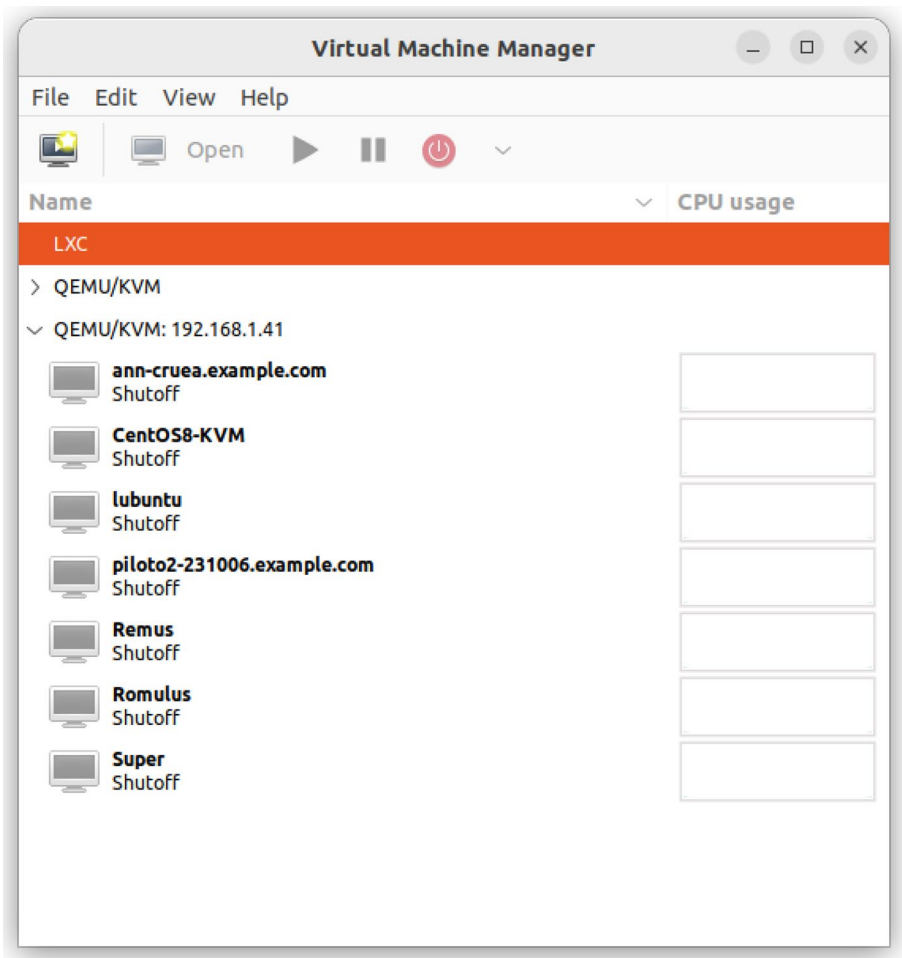 Virtual Machine Manager
File Edit View Help
Open
Name CPU usage
LXC
QEMU/KVM
QEMU/KVM: 192.168.1.41
ann-cruea.example.com
Shutoff
CentOS8-KVM
Shutoff
lubuntu
Shutoff
piloto2-231006.example.com
Shutoff
Remus
Shutoff
Romulus
Shutoff
Super
Shutoff